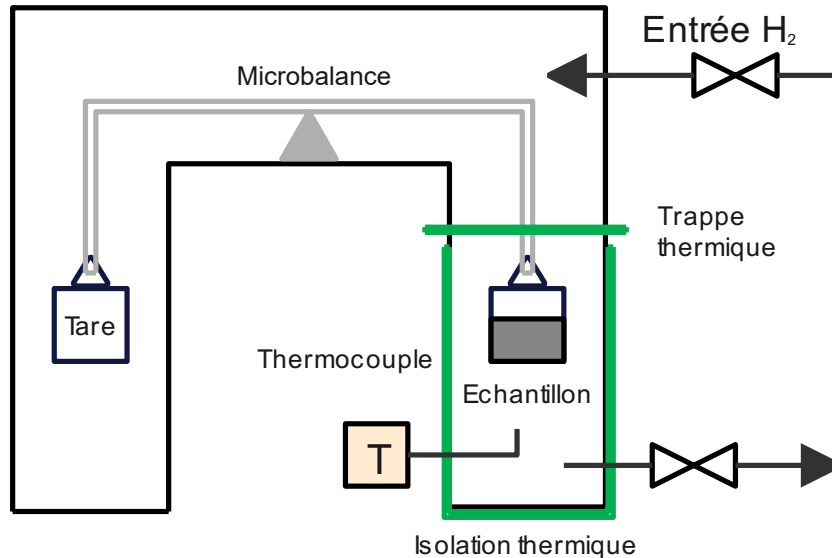 Entrée H₂
Microbalance
Trappe
thermique
Tare
Thermocouple
Echantillon
T
Isolation thermique